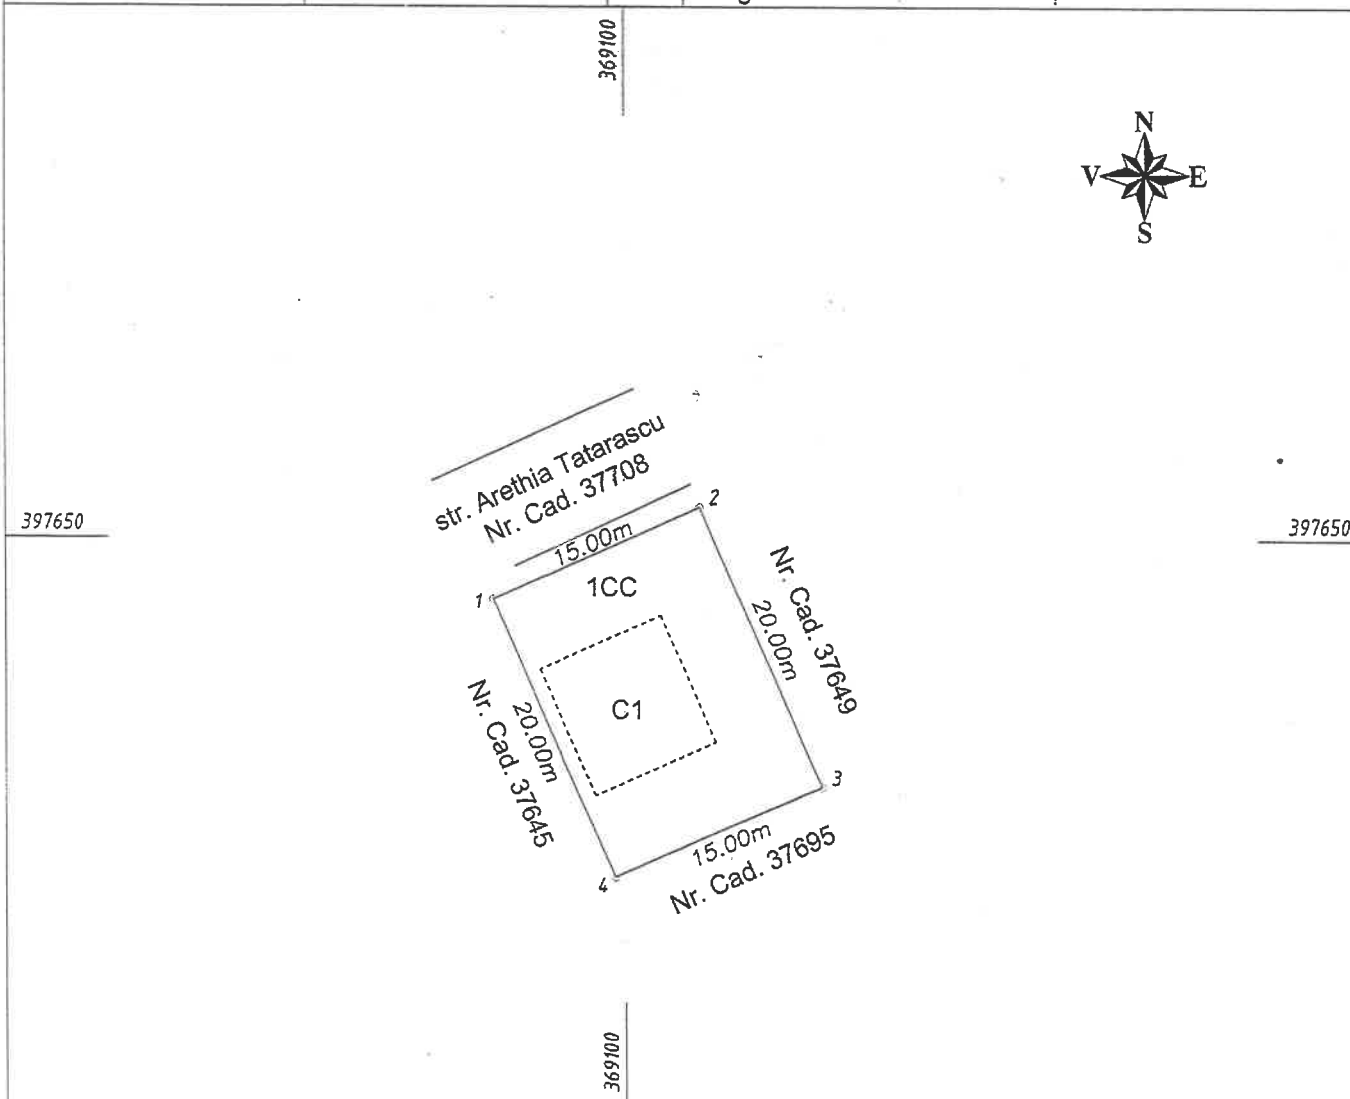 369100
N
V E
S
str. Arethia Tatarascu
Nr. Cad. 37708
397650
397650
2
15.00m
1
1CC
Nr. Cad. 37649
20.00m
C1
Nr. Cad. 37645
20.00m
3
15.00m
Nr. Cad. 37695
4
369100